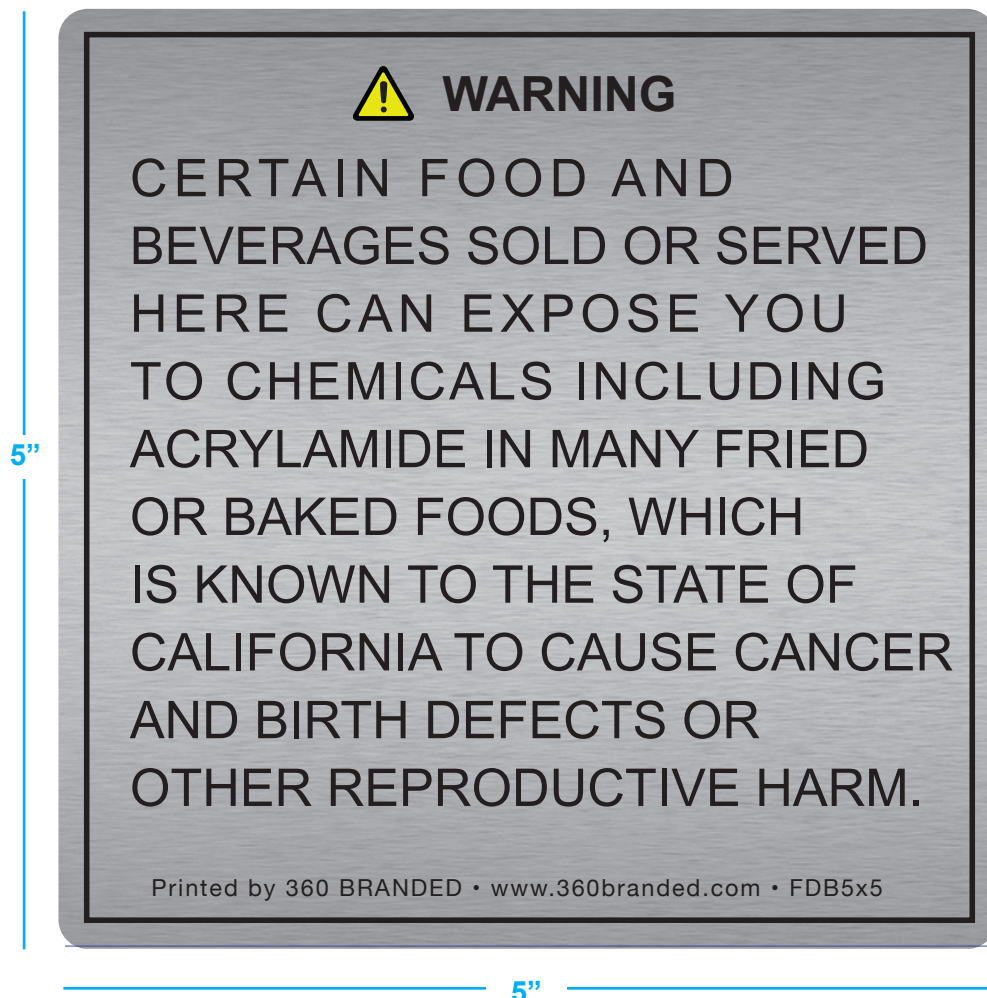 WARNING
CERTAIN FOOD AND
BEVERAGES SOLD OR SERVED
HERE CAN EXPOSE YOU
TO CHEMICALS INCLUDING
ACRYLAMIDE IN MANY FRIED
OR BAKED FOODS, WHICH
IS KNOWN TO THE STATE OF
CALIFORNIA TO CAUSE CANCER
AND BIRTH DEFECTS OR
OTHER REPRODUCTIVE HARM.
Printed by 360 BRANDED • www.360branded.com • FDB5x5
5”
5”